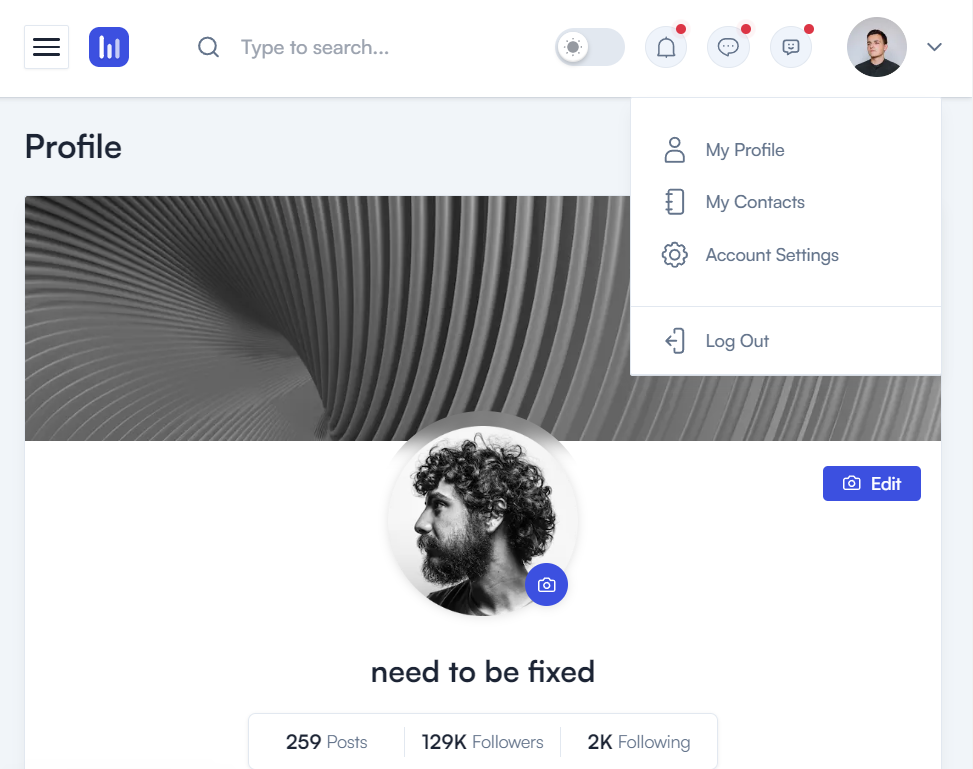 Type to search...
My Profile
Profile
My Contacts
Account Settings
Log Out
Edit
need to be fixed
259 Posts 129K Followers 2K Following